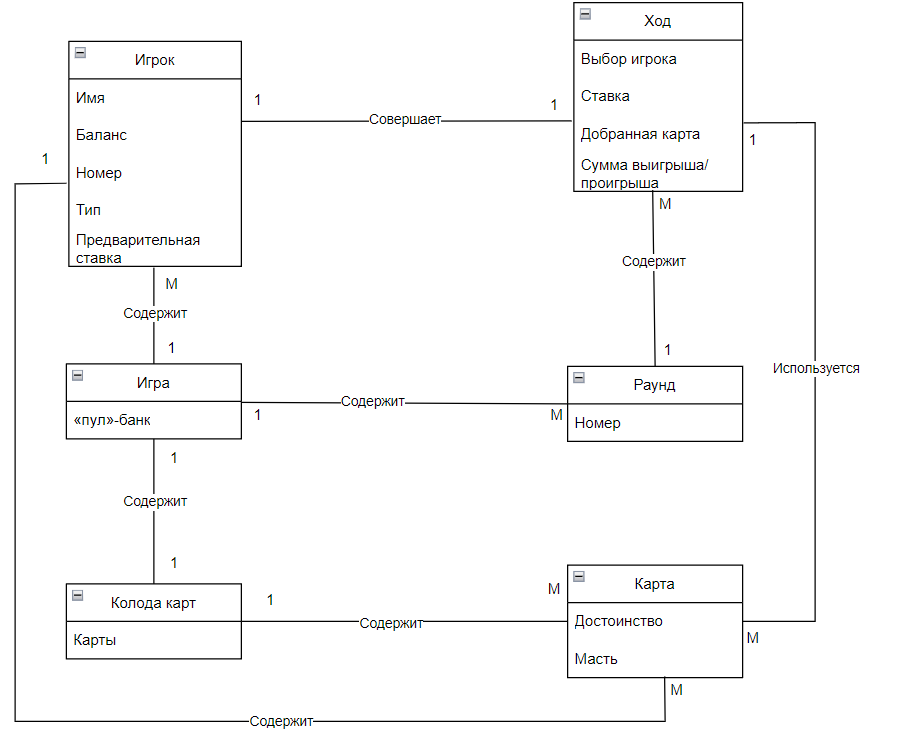 Ход
Игрок
Выбор игрока
Имя
1
Ставка
1
Совершает
Баланс
Добранная карта
1
1
Номер
Сумма выигрыша/
проигрыша
М
Тип
Предварительная
ставка
Содержит
М
Содержит
1
1
Используется
Игра
Раунд
Содержит
1
М
«пул»-банк
Номер
1
Содержит
1
М
1
Колода карт
Карта
Содержит
Достоинство
Карты
М
Масть
М
Содержит